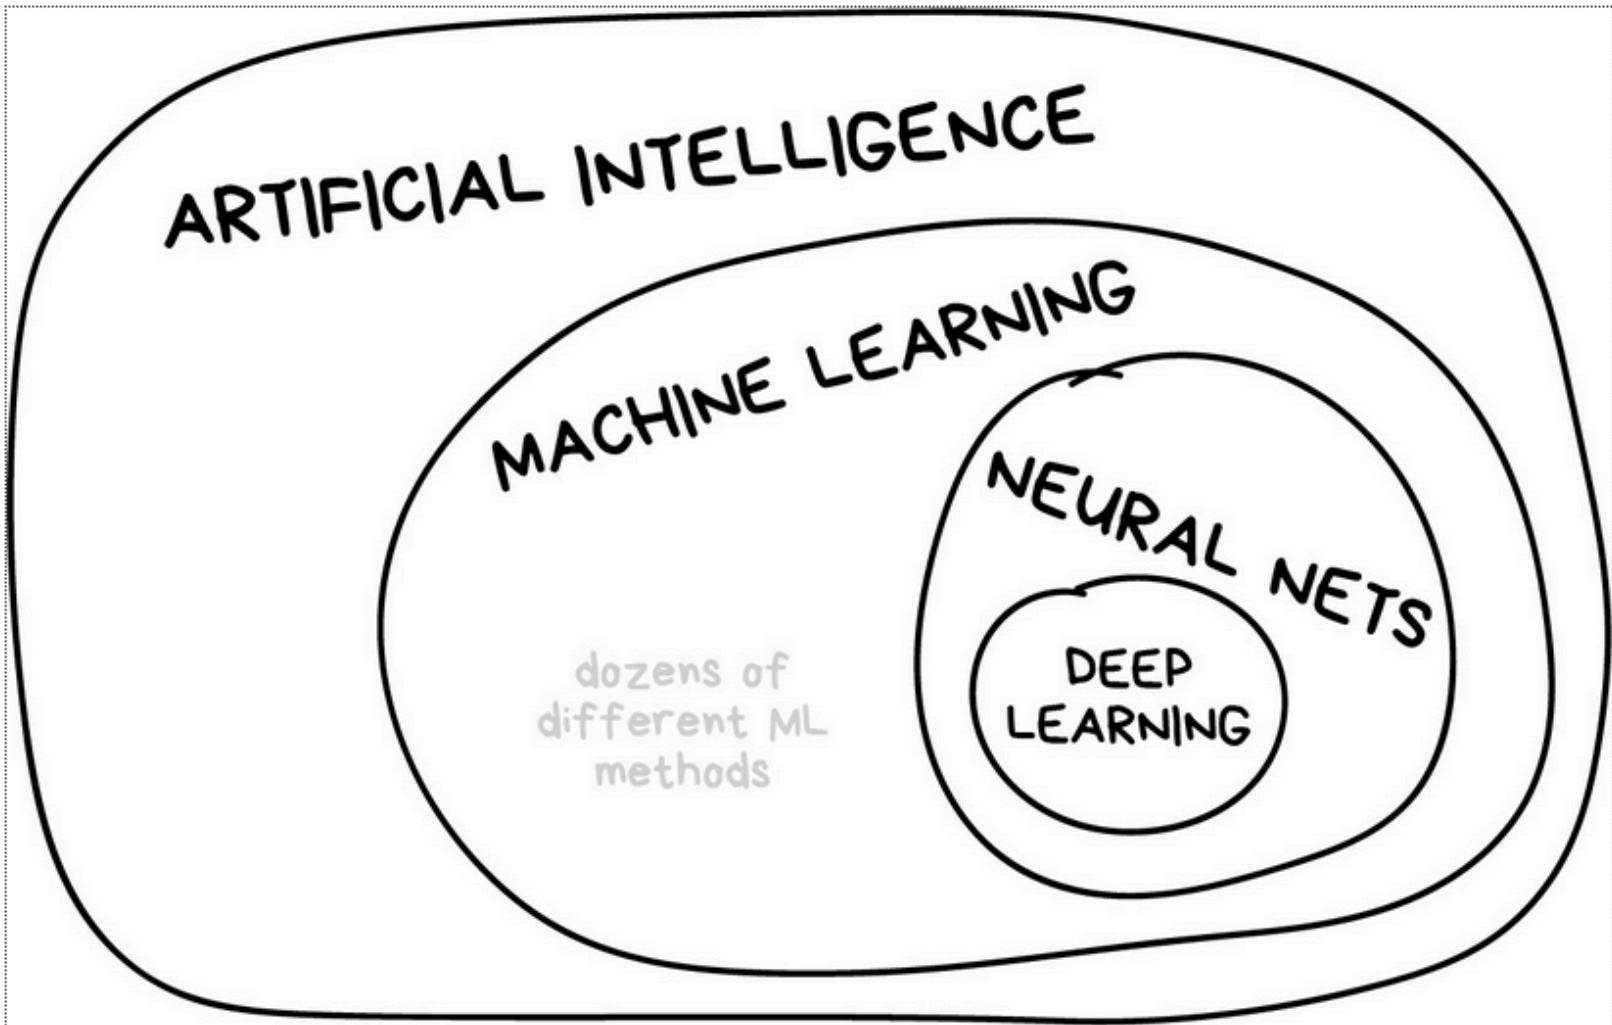 ARTIFICIAL INTELLIGENCE
MACHINE LEARNING
NEURAL NETS
DEEP
LEARNING
dozens of
different ML
methods